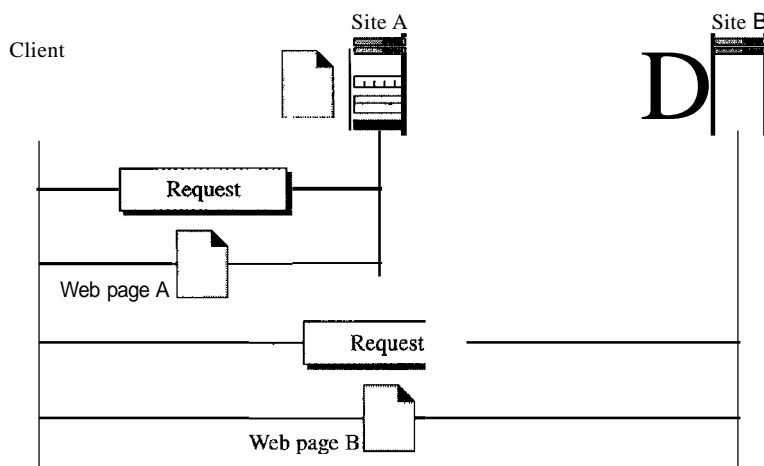 Site A
Site B
Client
D
Request
Web page A
Request
Web page B